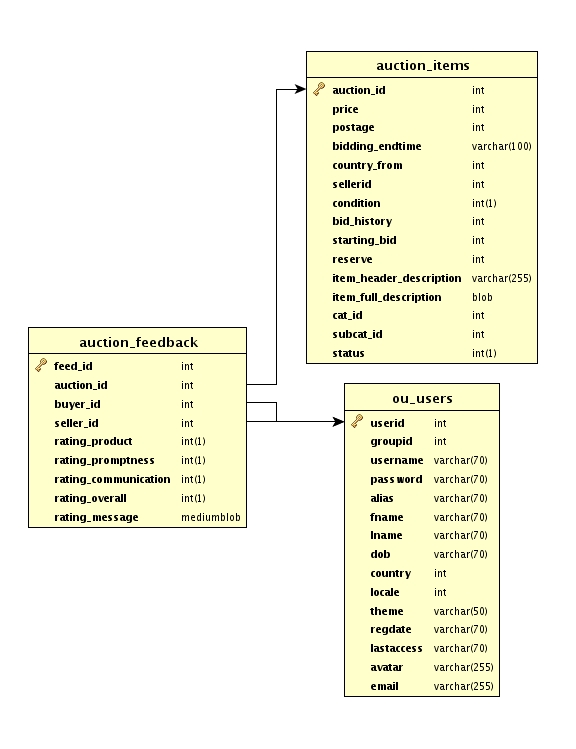 auction_items
auction_id int
price int
postage int
bidding_endtime varchar(100)
country_from int
sellerid int
condition int(1)
bid_history int
starting_bid int
reserve int
item_header_description varchar(255)
item_full_description blob
cat_id int
subcat_id int
status int(1)
auction_feedback
feed_id int
auction_id int
buyer_id int
seller_id int
rating_product int(1)
rating_promptness int(1)
rating_communication int(1)
rating_overall int(1)
rating_message mediumblob
ou_users
userid int
groupid int
username varchar(70)
password varchar(70)
alias varchar(70)
fname varchar(70)
lname varchar(70)
dob varchar(70)
country int
locale int
theme varchar(50)
regdate varchar(70)
lastaccess varchar(70)
avatar varchar(255)
email varchar(255)